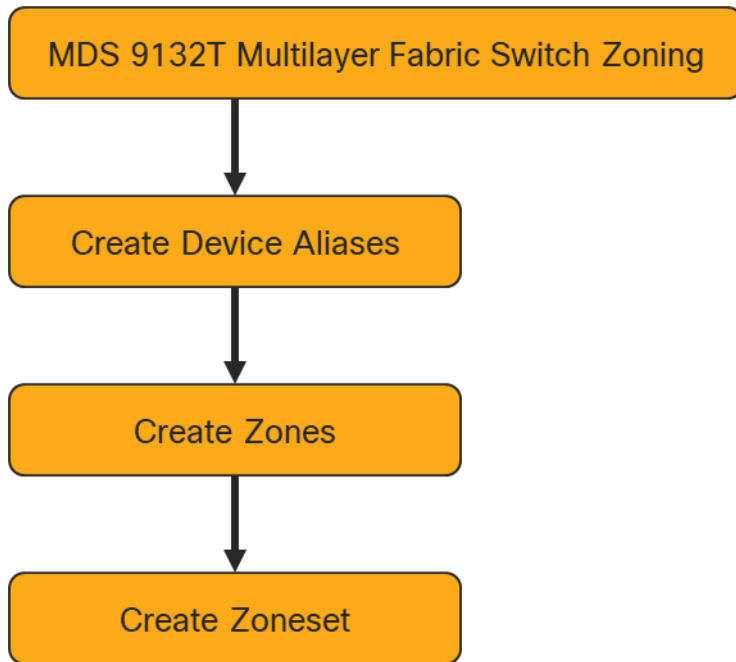 MDS 9132T Multilayer Fabric Switch Zoning
Create Device Aliases
Create Zones
Create Zoneset